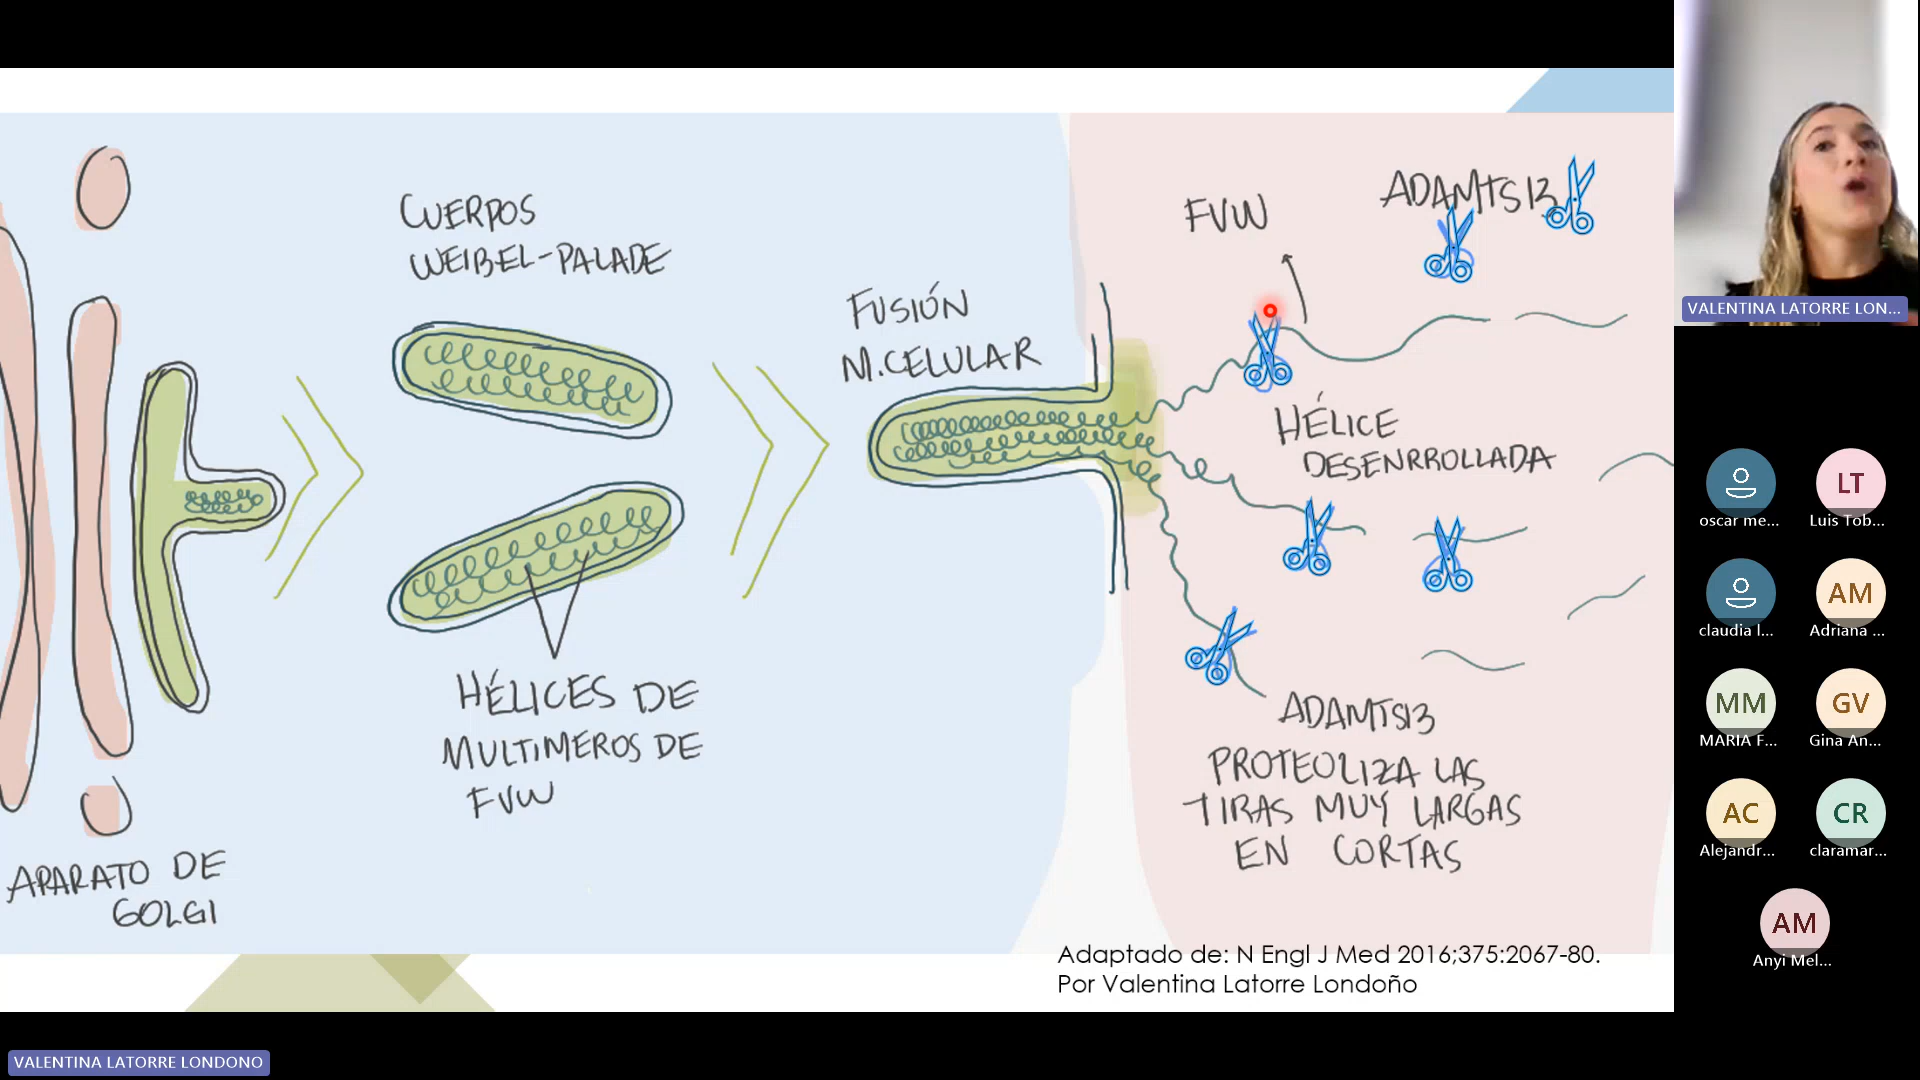 CUERPOS
WEIBEL-PALADE
FUSIÓN
M.CELULAR
FVW
ADAMTS13
HÉLICE
DESENRROLLADA
HÉLICES DE
MULTIMEROS DE
FVW
ADAMTS13
PROTEOLIZA LAS
TIRAS MUY LARGAS
EN CORTAS
APARATO DE
GOLGI
Adaptado de: N Engl J Med 2016;375:2067-80.
Por Valentina Latorre Londoño
VALENTINA LATORRE LONDONO
VALENTINA LATORRE LON...
oscar me...
LT
Luis Tob...
claudia l...
AM
Adriana ...
MM
MARIA F...
GV
Gina An...
AC
Alejandr...
CR
claramar...
AM
Anyi Mel...